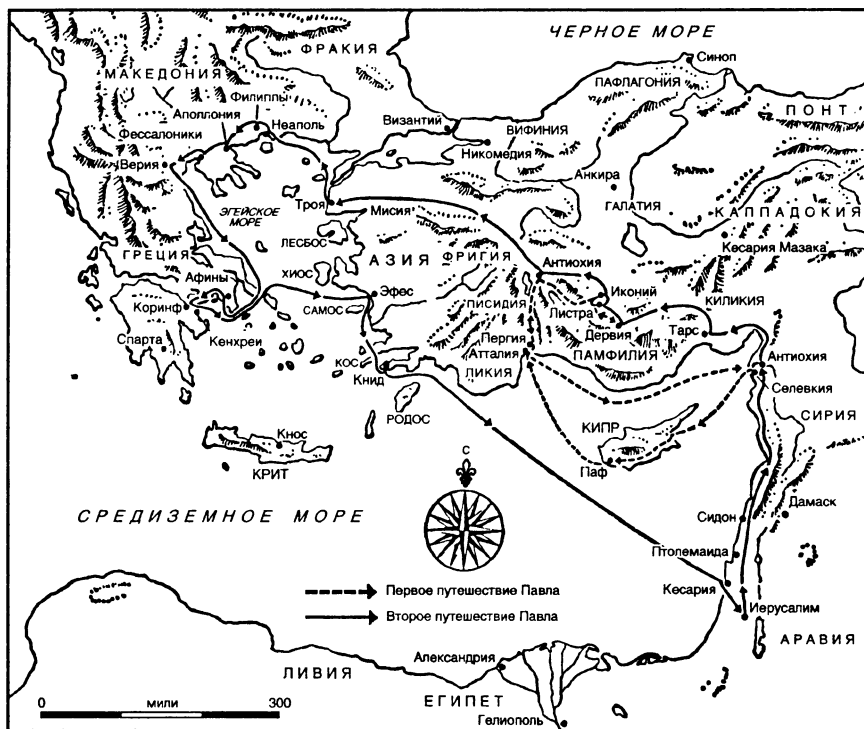 ЧЕРНОЕ МОРЕ
ФРАКИЯ
Синоп
МАКЕДОНИЯ
ПАФЛАГОНИЯ
Филиппы
Аполлония
Неаполь
Византий
ПОНТ
Фессалоники
ВИФИНИЯ
Никомедия
Верия
Анкира
Троя
Мисия
ГАЛАТИЯ
КАППАДОКИЯ
ЭГЕЙСКОЕ
МОРЕ
ЛЕСБОС
Кесария Мазака
ГРЕЦИЯ
АЗИЯ
ФРИГИЯ
Антиохия
ХИОС
Афины
Эфес
Иконий
ПИСИДИЯ
КИЛИКИЯ
Коринф
САМОС
Листра
Дервия
Тарс
Спарта
Кенхреи
Пергия
Атталия
ПАМФИЛИЯ
Антиохия
КОС
Книд
ЛИКИЯ
Селевкия
РОДОС
КИПР
СИРИЯ
Кнос
КРИТ
Паф
С
Дамаск
СРЕДИЗЕМНОЕ МОРЕ
Сидон
Птолемаида
Первое путешествие Павла
Кесария
Второе путешествие Павла
Иерусалим
АРАВИЯ
Александрия
ЛИВИЯ
ЕГИПЕТ
0 МИЛИ 300
Гелиополь